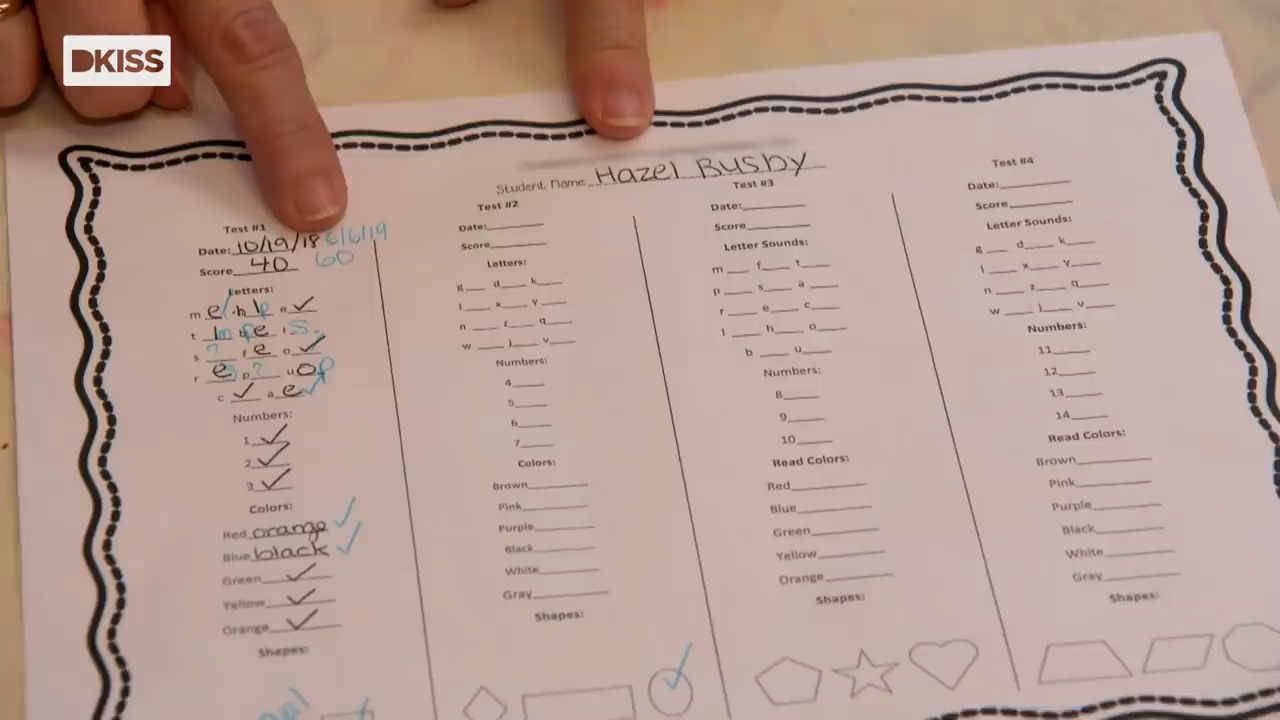 DKISS
Student Name Hazel Busby
Test #1
Date: 10/19/18 6/6/19
Score 40 60
Letters:
m e h p e ✓
t b e i s
s ? f e o ✓
r e p ? u o p
c ✓ a e ✓
Numbers:
1 ✓
2 ✓
3 ✓
Colors:
Red orange ✓
Blue black ✓
Green ✓
Yellow ✓
Orange ✓
Shapes:
Test #2
Date:
Score
Letters:
g d k
l x y
n z q
w j v
Numbers:
4
5
6
7
Colors:
Brown
Pink
Purple
Black
White
Gray
Shapes:
Test #3
Date:
Score
Letter Sounds:
m f t
p s a
r e c
l h o
b u
Numbers:
8
9
10
Read Colors:
Red
Blue
Green
Yellow
Orange
Shapes:
Test #4
Date:
Score
Letter Sounds:
g d k
l x y
n z q
w j v
Numbers:
11
12
13
14
Read Colors:
Brown
Pink
Purple
Black
White
Gray
Shapes: